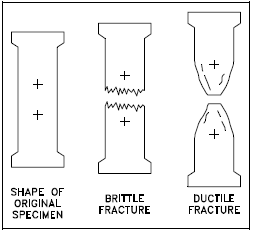 SHAPE OF
ORIGINAL
SPECIMEN
BRITTLE
FRACTURE
DUCTILE
FRACTURE